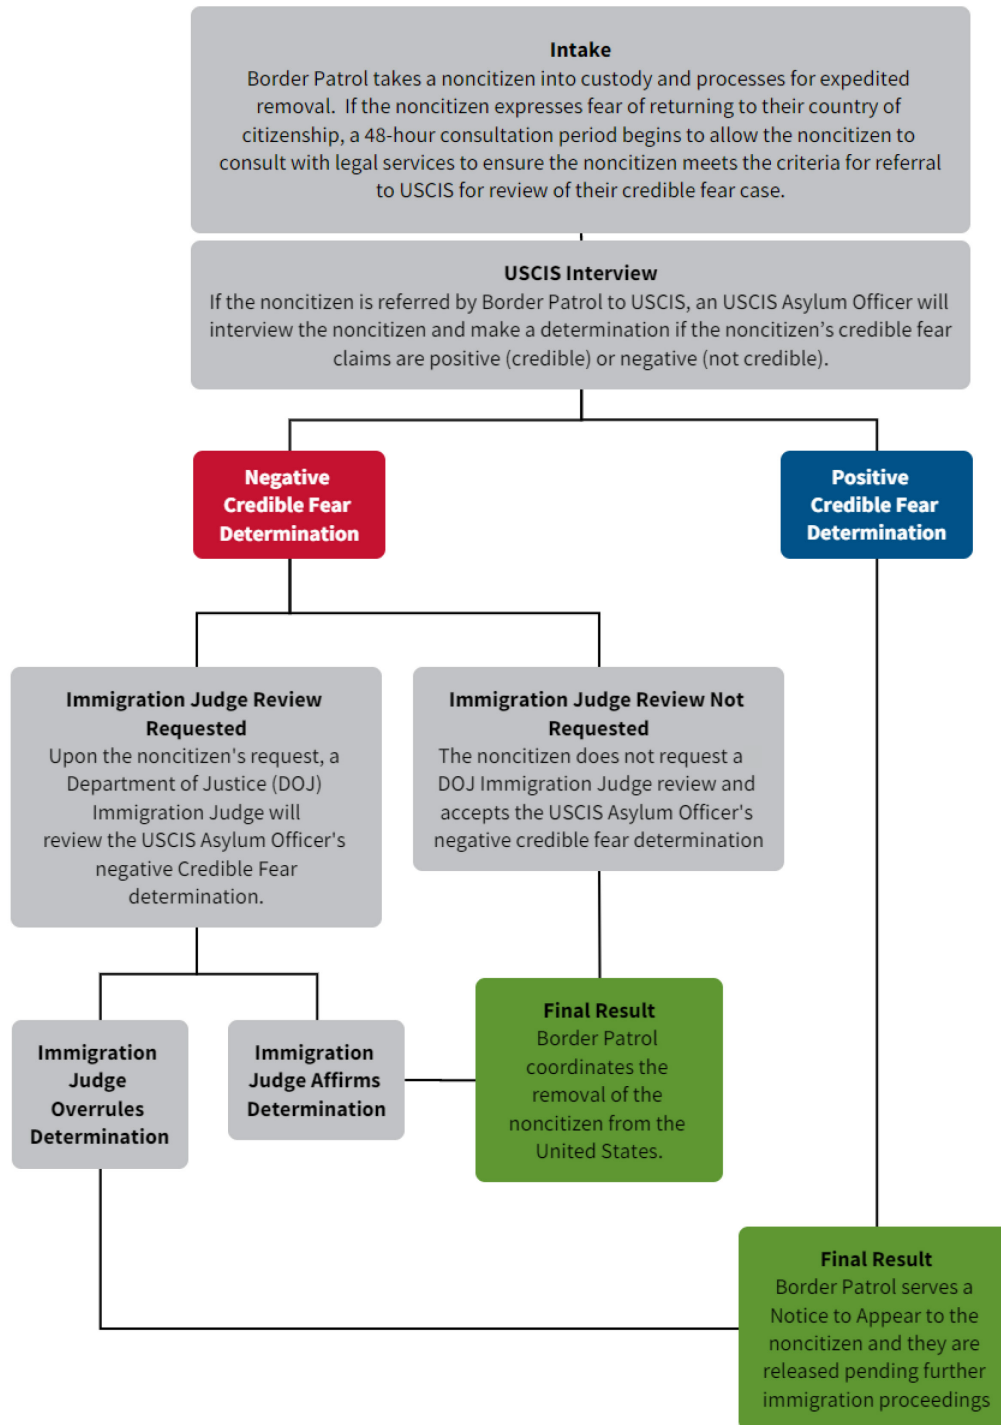 Intake
Border Patrol takes a noncitizen into custody and processes for expedited
removal. If the noncitizen expresses fear of returning to their country of
citizenship, a 48-hour consultation period begins to allow the noncitizen to
consult with legal services to ensure the noncitizen meets the criteria for referral
to USCIS for review of their credible fear case.
USCIS Interview
If the noncitizen is referred by Border Patrol to USCIS, an USCIS Asylum Officer will
interview the noncitizen and make a determination if the noncitizen's credible fear
claims are positive (credible) or negative (not credible).
Negative
Credible Fear
Determination
Positive
Credible Fear
Determination
Immigration Judge Review
Requested
Upon the noncitizen's request, a
Department of Justice (DOJ)
Immigration Judge will
review the USCIS Asylum Officer's
negative Credible Fear
determination.
Immigration Judge Review Not
Requested
The noncitizen does not request a
DOJ Immigration Judge review and
accepts the USCIS Asylum Officer's
negative credible fear determination
Immigration
Judge
Overrules
Determination
Immigration
Judge Affirms
Determination
Final Result
Border Patrol
coordinates the
removal of the
noncitizen from the
United States.
Final Result
Border Patrol serves a
Notice to Appear to the
noncitizen and they are
released pending further
immigration proceedings